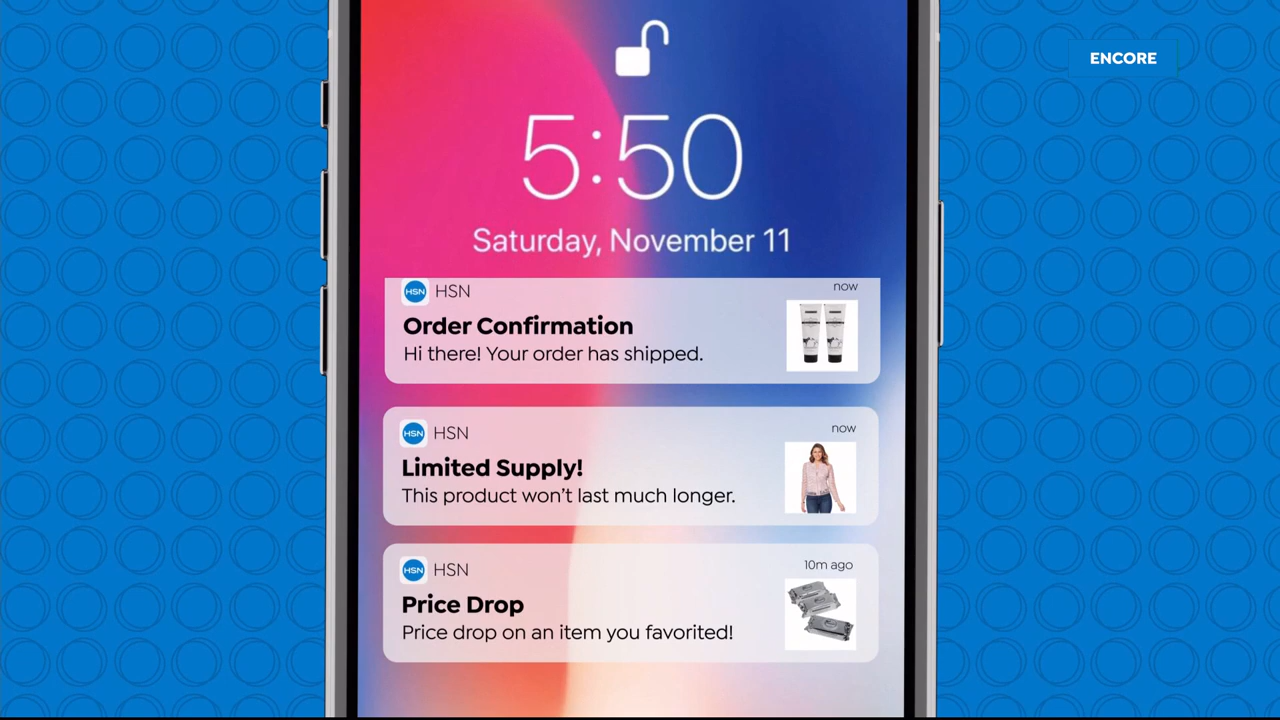 ENCORE
5:50
Saturday, November 11
HSN HSN now
Order Confirmation
Hi there! Your order has shipped.
HSN HSN now
Limited Supply!
This product won't last much longer.
HSN HSN 10m ago
Price Drop
Price drop on an item you favorited!